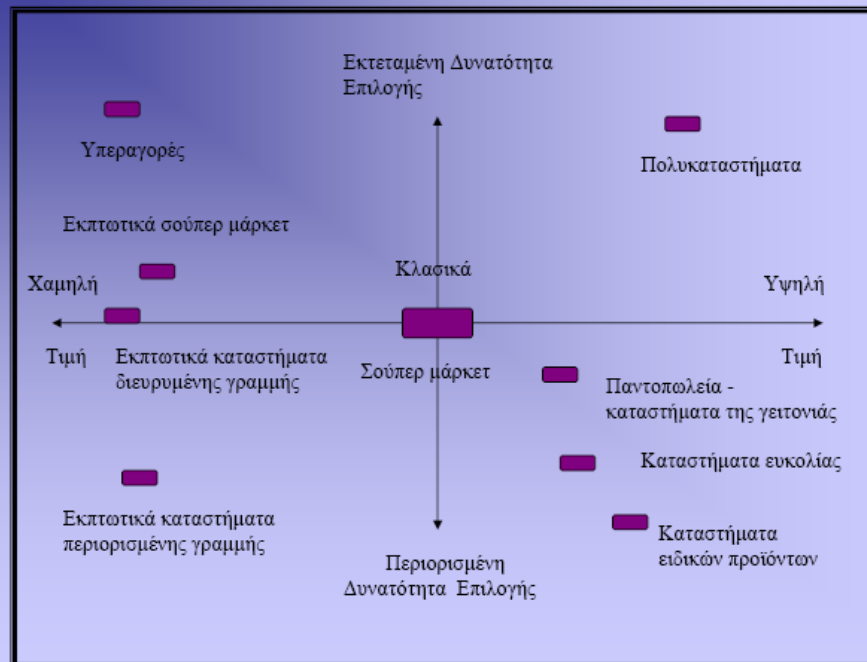 Εκτεταμένη Δυνατότητα
Επιλογής
Υπεραγορές
Πολυκαταστήματα
Εκπτωτικά σούπερ μάρκετ
Κλασικά
Χαμηλή
Υψηλή
Τιμή
Εκπτωτικά καταστήματα
διευρυμένης γραμμής
Σούπερ μάρκετ
Τιμή
Παντοπωλεία -
καταστήματα της γειτονιάς
Καταστήματα ευκολίας
Εκπτωτικά καταστήματα
περιορισμένης γραμμής
Καταστήματα
ειδικών προϊόντων
Περιορισμένη
Δυνατότητα Επιλογής